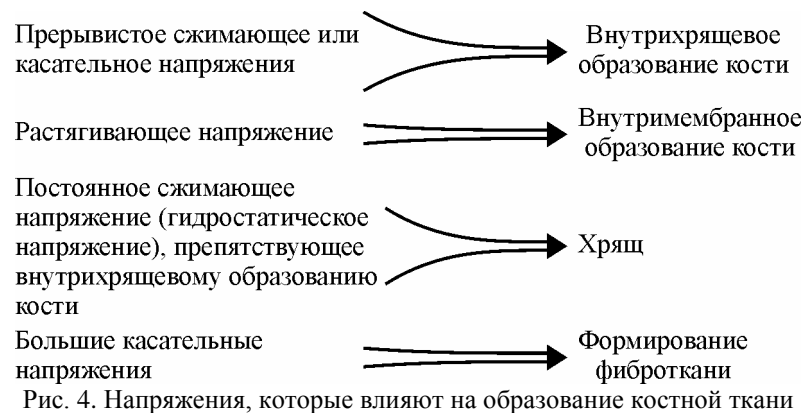 Прерывистое сжимающее или
касательное напряжения
Внутрихрящевое
образование кости
Растягивающее напряжение
Внутримембранное
образование кости
Постоянное сжимающее
напряжение (гидростатическое
напряжение), препятствующее
внутрихрящевому образованию
кости
Хрящ
Большие касательные
напряжения
Формирование
фиброткани
Рис. 4. Напряжения, которые влияют на образование костной ткани